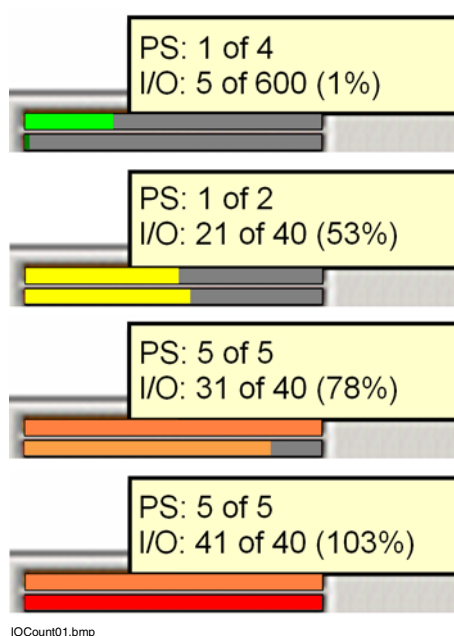 PS: 1 of 4
I/O: 5 of 600 (1%)
PS: 1 of 2
I/O: 21 of 40 (53%)
PS: 5 of 5
I/O: 31 of 40 (78%)
PS: 5 of 5
I/O: 41 of 40 (103%)
IOCount01.bmp